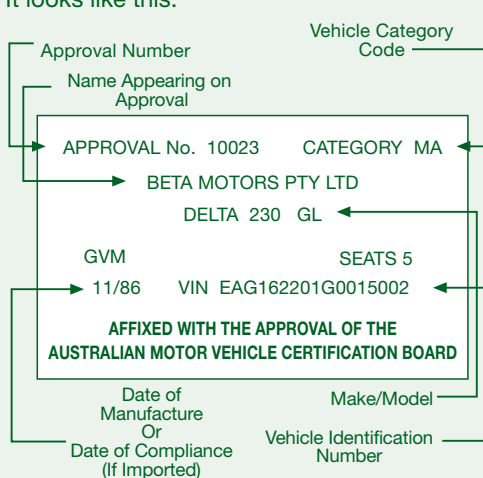 It looks like this:
Vehicle Category
Code
Approval Number
Name Appearing on
Approval
APPROVAL No. 10023 CATEGORY MA
BETA MOTORS PTY LTD
DELTA 230 GL
GVM SEATS 5
11/86 VIN EAG162201G0015002
AFFIXED WITH THE APPROVAL OF THE
AUSTRALIAN MOTOR VEHICLE CERTIFICATION BOARD
Date of
Manufacture
Or
Date of Compliance
(If Imported)
Make/Model
Vehicle Identification
Number